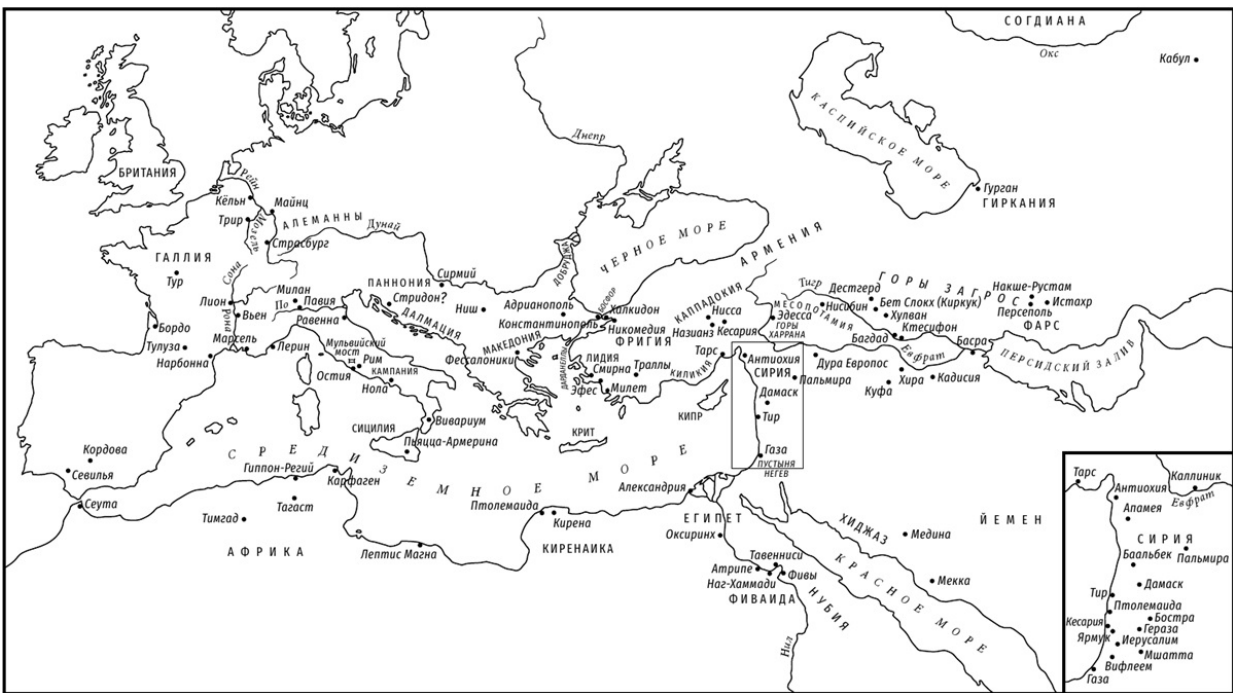 СОГДИАНА
Окс
Кабул
КАСПИЙСКОЕ МОРЕ
Гурган
ГИРКАНИЯ
Днепр
БРИТАНИЯ
Рейн
Кёльн
Майнц
Трир
Мозель
АЛЕМАННЫ
Страсбург
Дунай
ЧЕРНОЕ МОРЕ
АРМЕНИЯ
ГАЛЛИЯ
Тур
Сона
ДОБРУДЖА
Сирмий
ПАННОНИЯ
Стридон?
Милан
По
Павия
Лион
Вьен
Рона
Равенна
ДАЛМАЦИЯ
Ниш
Адрианополь
БОСФОР
Халкидон
Константинополь
Никомедия
ФРИГИЯ
КАППАДОКИЯ
Нисса
Назианз
Кесария
Тигр
ГОРЫ ЗАГРОС
Дестгерд
Нисибин
Бет Слокх (Киркук)
Хулван
МЕСОПОТАМИЯ
Эдесса
ГОРЫ
ХАРРАНА
Накше-Рустам
Персеполь
Истахр
ФАРС
Ктесифон
Багдад
Евфрат
Басра
ПЕРСИДСКИЙ ЗАЛИВ
Бордо
Тулуза
Нарбонна
Марсель
Лерин
Мульвийский
мост
Рим
Остия
КАМПАНИЯ
Нола
МАКЕДОНИЯ
Фессалоники
ДАРДАНЕЛЛЫ
ЛИДИЯ
Смирна
Траллы
Эфес
Милет
КИЛИКИЯ
Тарс
Антиохия
СИРИЯ
Дура Европос
Пальмира
Хира
Кадисия
Куфа
Дамаск
КИПР
Тир
Вивариум
СИЦИЛИЯ
Пьяцца-Армерина
КРИТ
Газа
ПУСТЫНЯ
НЕГЕВ
СРЕДИЗЕМНОЕ МОРЕ
Кордова
Севилья
Сеута
Гиппон-Регий
Карфаген
Тагаст
Тимгад
АФРИКА
Лептис Магна
Птолемаида
Кирена
КИРЕНАИКА
Александрия
ЕГИПЕТ
Оксиринх
Тавенниси
Атрипе
Наг-Хаммади
Фивы
ФИВАИДА
НУБИЯ
Нил
ХИДЖАЗ
КРАСНОЕ МОРЕ
Медина
Мекка
ЙЕМЕН
Тарс
Каллиник
Антиохия
Евфрат
Апамея
СИРИЯ
Баальбек
Пальмира
Дамаск
Тир
Птолемаида
Бостра
Кесария
Гераза
Ярмук
Иерусалим
Мшатта
Вифлеем
Газа